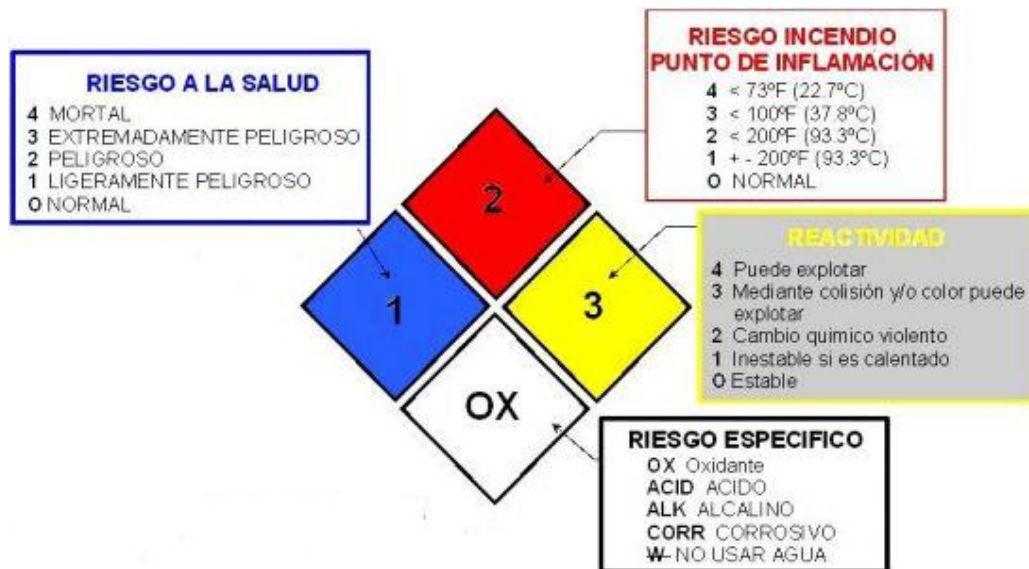 RIESGO A LA SALUD
4 MORTAL
3 EXTREMADAMENTE PELIGROSO
2 PELIGROSO
1 LIGERAMENTE PELIGROSO
0 NORMAL
RIESGO INCENDIO
PUNTO DE INFLAMACIÓN
4 < 73ºF (22.7ºC)
3 < 100ºF (37.8ºC)
2 < 200ºF (93.3ºC)
1 + - 200ºF (93.3ºC)
O NORMAL
2
1
3
OX
REACTIVIDAD
4 Puede explotar
3 Mediante colisión y/o color puede
explotar
2 Cambio quimico violento
1 Inestable si es calentado
O Estable
RIESGO ESPECIFICO
OX Oxidante
ACID ACIDO
ALK ALCALINO
CORR CORROSIVO
W NO USAR AGUA